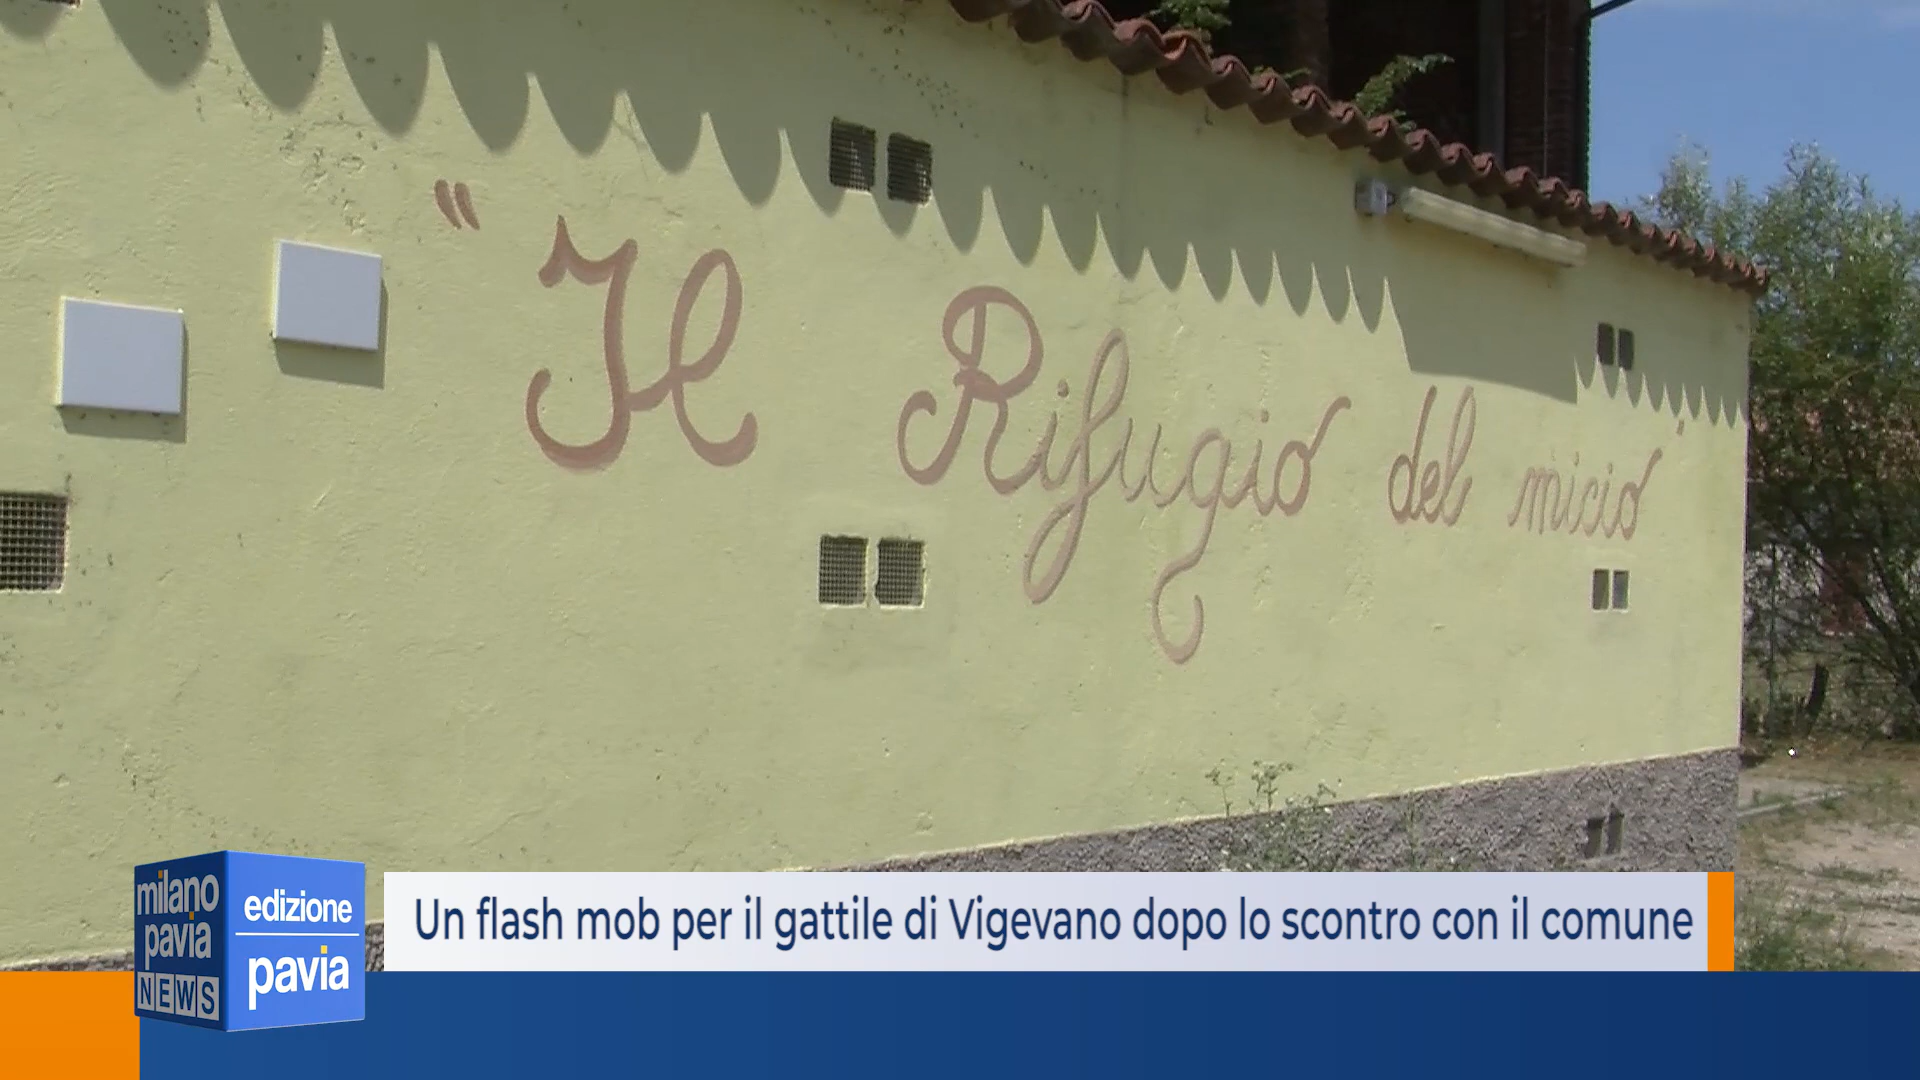 "Il Rifugio del micio"
milano
pavia
NEWS
edizione
pavia
Un flash mob per il gattile di Vigevano dopo lo scontro con il comune